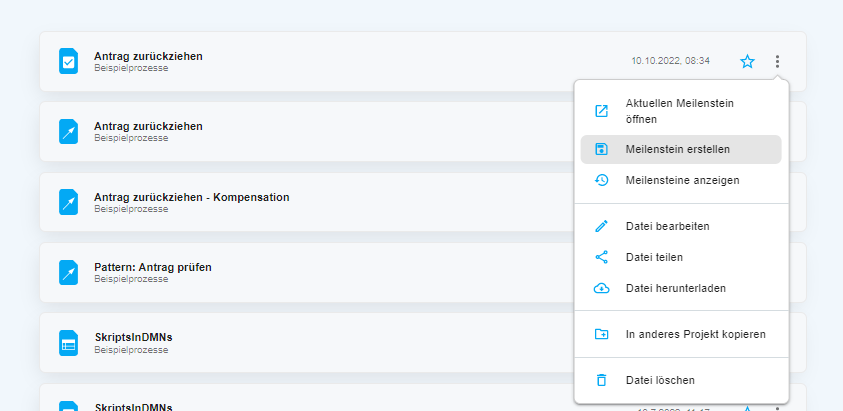 Antrag zurückziehen
Beispielprozesse
10.10.2022, 08:34
Aktuellen Meilenstein
öffnen
Antrag zurückziehen
Beispielprozesse
Meilenstein erstellen
Meilensteine anzeigen
Antrag zurückziehen - Kompensation
Beispielprozesse
Datei bearbeiten
Datei teilen
Pattern: Antrag prüfen
Beispielprozesse
Datei herunterladen
In anderes Projekt kopieren
SkriptsInDMNs
Beispielprozesse
Datei löschen
SkriptsInDMNs